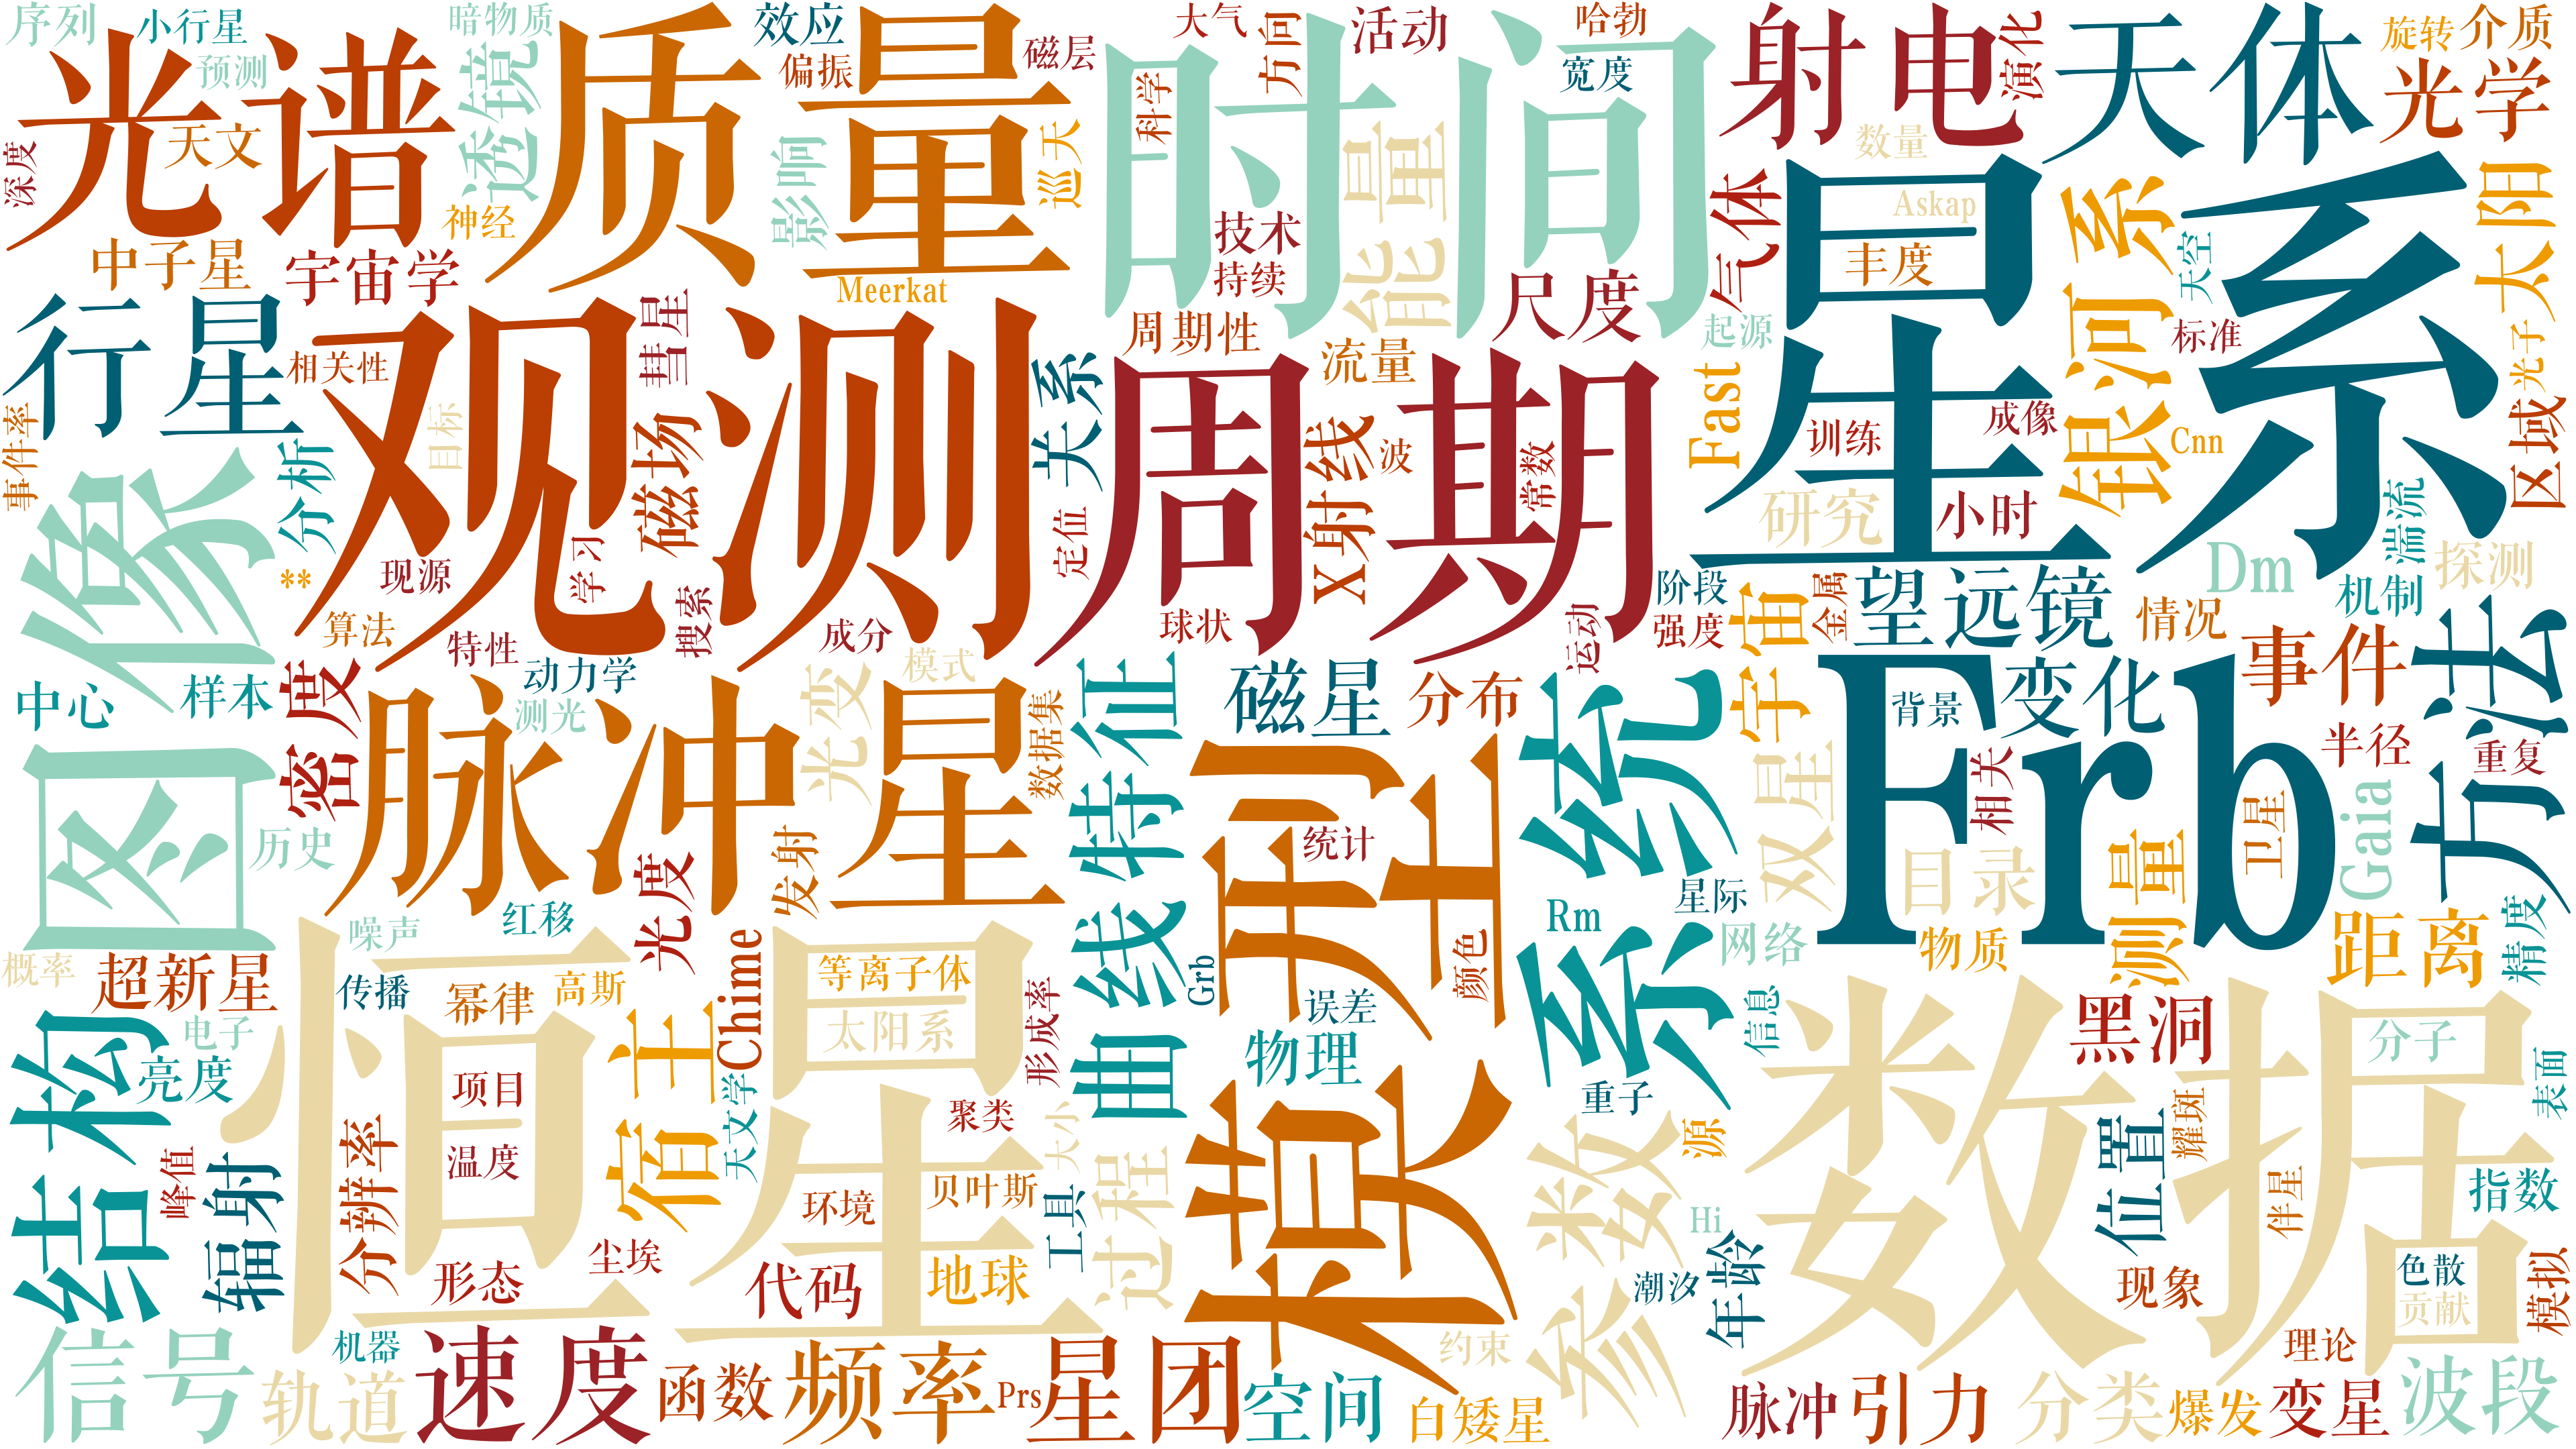 序列
小行星
暗物质
效应
大气
活动
哈勃
射电
演化
天体
旋转
介质
光谱
预测
透镜
质量
偏振
磁层
方向
时间
宽度
光学
天文
深度
神经
影响
巡天
科学
能量
数量
星系
太阳
中子星
宇宙学
Meerkat
技术
持续
尺度
气体
Askap
丰度
银河系
天空
行星
相关性
彗星
周期性
流量
起源
标准
光子
观测
关系
周期
Fast
训练
成像
Cnn
区域
事件率
图像
分析
目标
磁场
X射线
波
常数
研究
小时
湍流
**
现源
学习
定位
Dm
探测
算法
特性
搜索
成分
球状
运动
阶段
强度
宇宙
金属
望远镜
情况
机制
中心
样本
密度
动力学
测光
模式
特征
磁星
分布
系统
Frb
背景
变化
事件
方法
脉冲星
光变
数据集
双星
相关
卫星
半径
重复
历史
光度
发射
曲线
模型
统计
星际
目录
测量
Gaia
噪声
红移
Rm
网络
物质
距离
精度
概率
超新星
传播
幂律
高斯
宿主
Chime
等离子体
太阳系
形成率
Grb
误差
颜色
信息
黑洞
分子
结构
电子
亮度
恒星
项目
天文学
物理
重子
数据
表面
峰值
辐射
分辨率
温度
聚类
大小
环境
贝叶斯
工具
过程
参数
源
Hi
位置
耀斑
伴星
指数
形态
尘埃
代码
地球
潮汐
年龄
现象
色散
贡献
模拟
信号
机器
轨道
速度
函数
频率
Prs
星团
空间
约束
白矮星
脉冲
引力
分类
爆发
理论
变星
波段